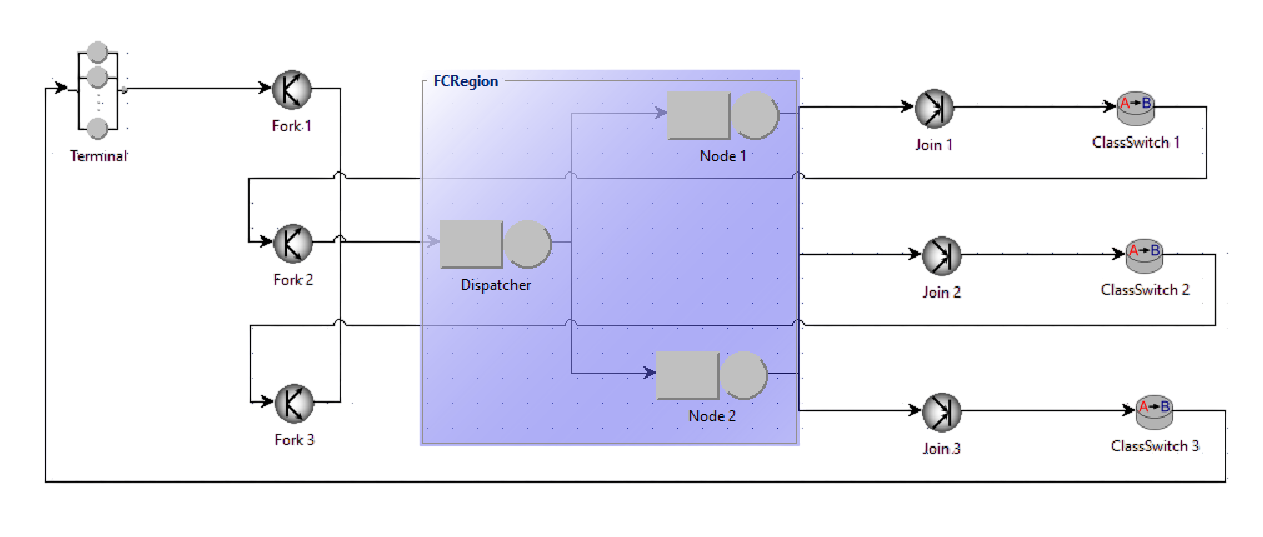 FCRegion
Terminal
Fork 1
Node 1
Join 1
A→B
ClassSwitch 1
Fork 2
Dispatcher
Join 2
A→B
ClassSwitch 2
Fork 3
Node 2
Join 3
A→B
ClassSwitch 3